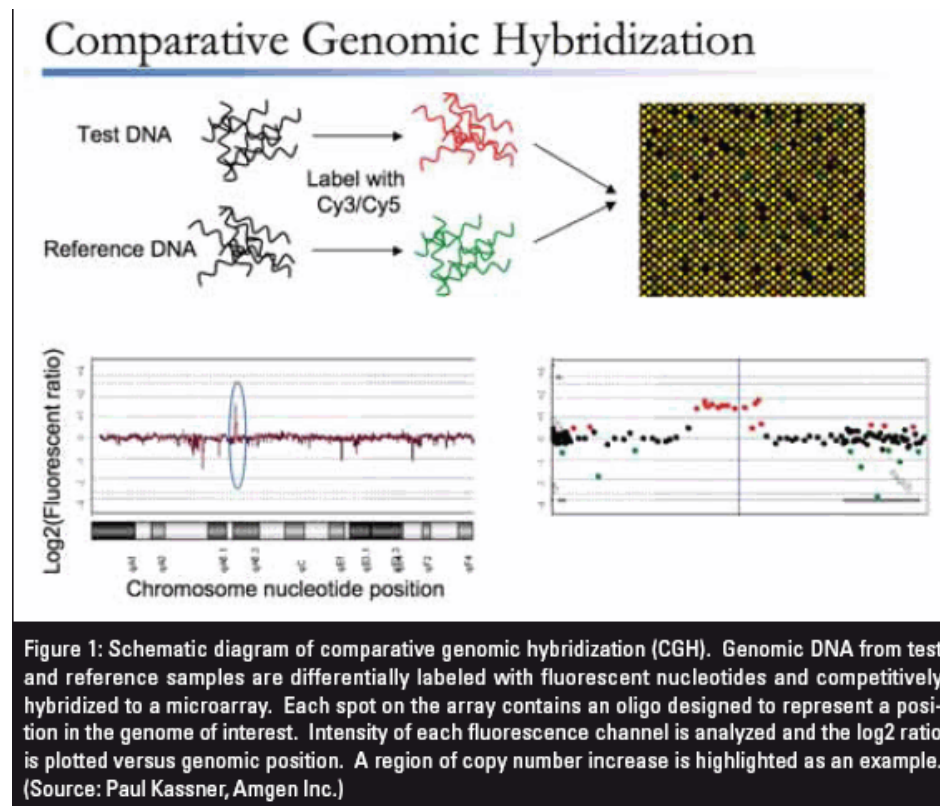 Comparative Genomic Hybridization
Test DNA
Label with
Cy3/Cy5
Reference DNA
Log2(Fluorescent ratio)
Chromosome nucleotide position
Figure 1: Schematic diagram of comparative genomic hybridization (CGH). Genomic DNA from test
and reference samples are differentially labeled with fluorescent nucleotides and competitively
hybridized to a microarray. Each spot on the array contains an oligo designed to represent a posi-
tion in the genome of interest. Intensity of each fluorescence channel is analyzed and the log2 ratio
is plotted versus genomic position. A region of copy number increase is highlighted as an example.
(Source: Paul Kassner, Amgen Inc.)